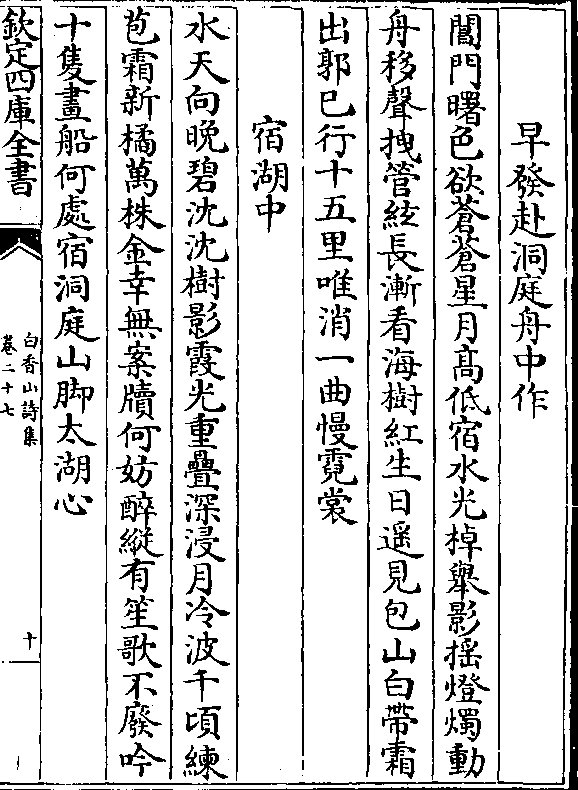 早發赴洞庭舟中作
閶門曙色欲蒼蒼星月高低宿水光棹舉影揺燈燭動
舟移聲拽管絃長漸看海樹紅生日遥見包山白帶霜
出郭已行十五里唯消一曲慢霓裳
宿湖中
水天向晚碧沈沈樹影霞光重疊深浸月冷波千頃練
苞霜新橘萬株金幸無案牘何妨醉縱有笙歌不廢吟
十隻畫船何處宿洞庭山脚太湖心
欽定四庫全書
白香山詩集
卷二十七
十